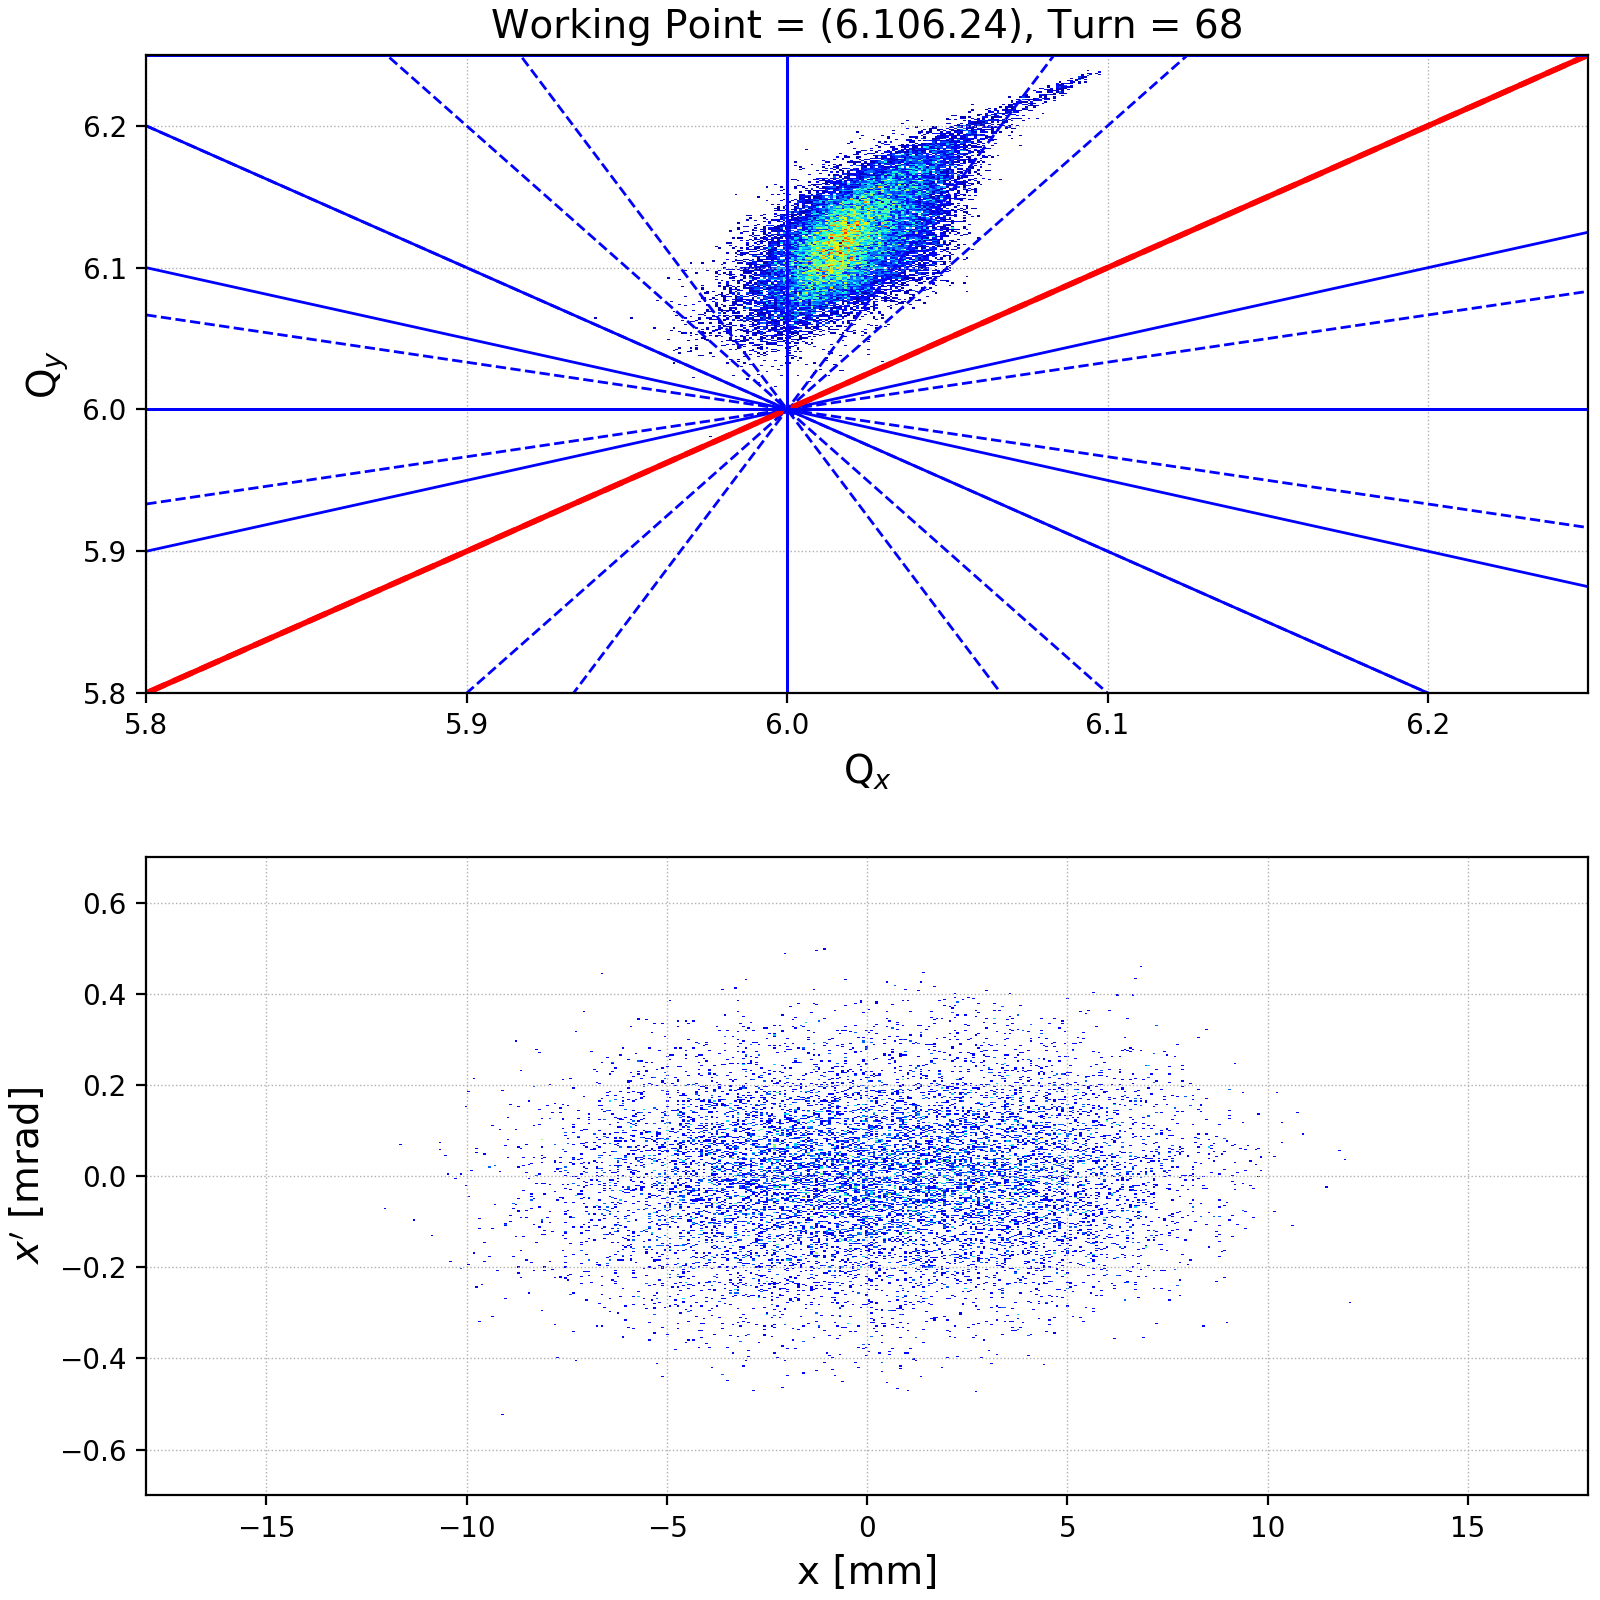 Working Point = (6.106.24), Turn = 68
6.2
6.1
6.0
5.9
5.8
Qy
5.8 5.9 6.0 6.1 6.2
Qx
0.6
0.4
0.2
0.0
−0.2
−0.4
−0.6
x′ [mrad]
−15 −10 −5 0 5 10 15
x [mm]